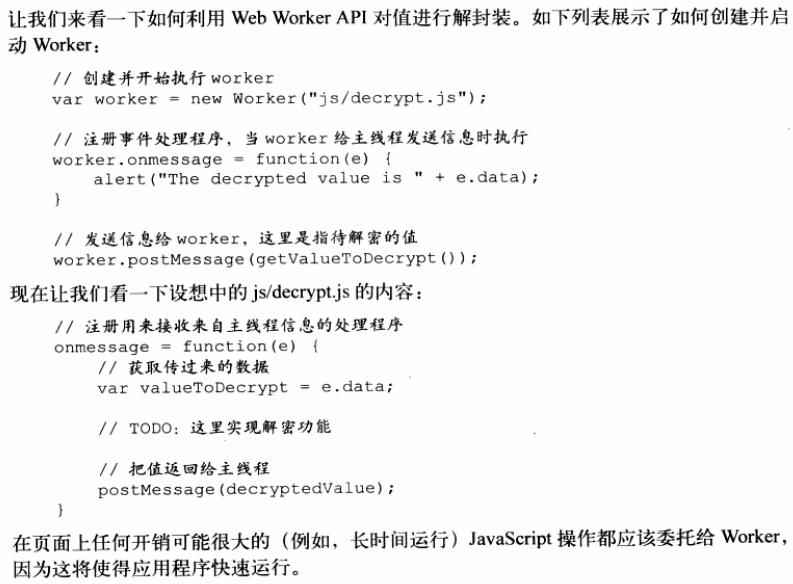 让我们来看一下如何利用 Web Worker API 对值进行解封装。如下列表展示了如何创建并启
动 Worker：
// 创建并开始执行 worker
var worker = new Worker("js/decrypt.js");
// 注册事件处理程序，当 worker 给主线程发送信息时执行
worker.onmessage = function(e) {
alert("The decrypted value is " + e.data);
}
// 发送信息给 worker，这里是指待解密的值
worker.postMessage(getValueToDecrypt());
现在让我们看一下设想中的 js/decrypt.js 的内容：
// 注册用来接收来自主线程信息的处理程序
onmessage = function(e) {
// 获取传过来的数据
var valueToDecrypt = e.data;
// TODO：这里实现解密功能
// 把值返回给主线程
postMessage(decryptedValue);
}
在页面上任何开销可能很大的（例如，长时间运行）JavaScript 操作都应该委托给 Worker，
因为这将使得应用程序快速运行。